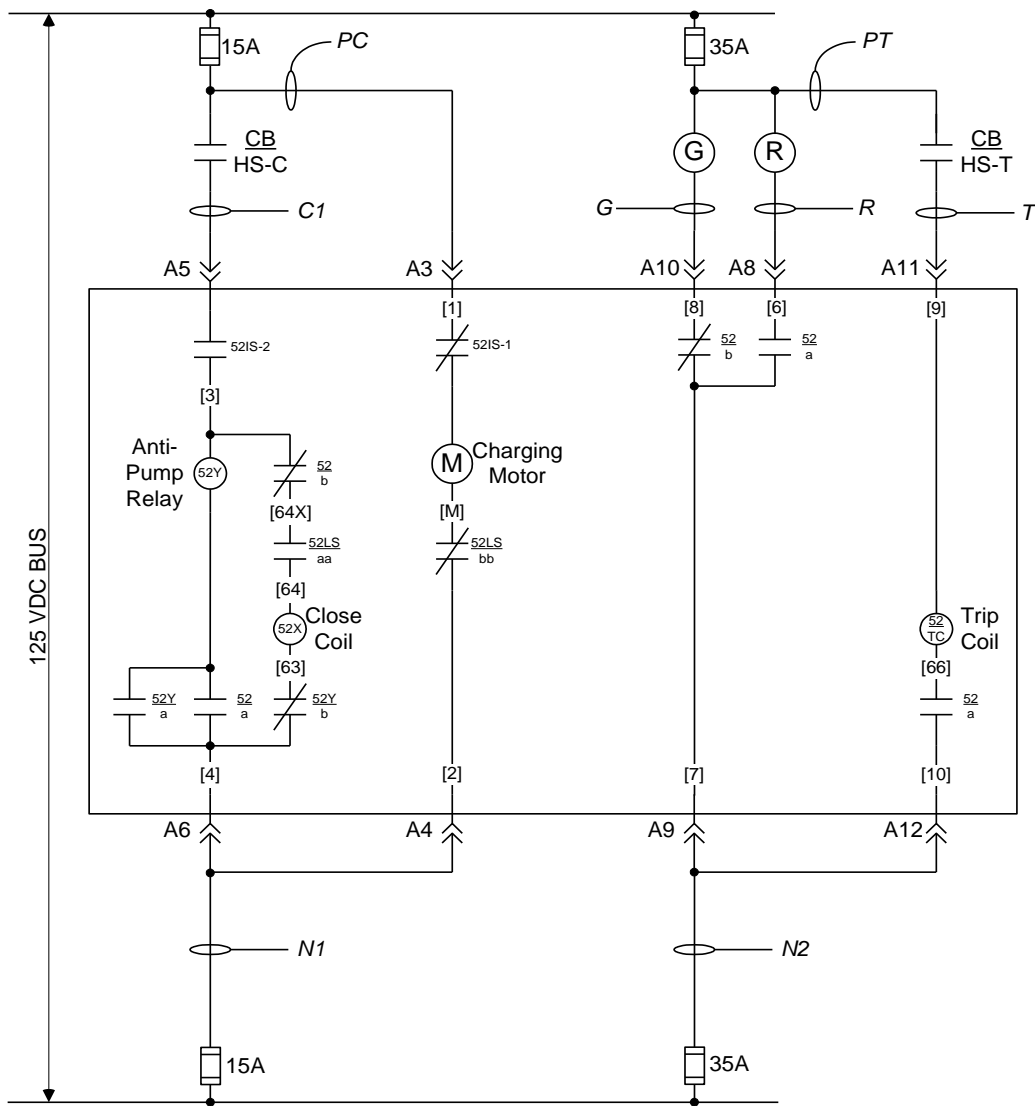 15A
PC
35A
PT
CB
HS-C
G
R
CB
HS-T
C1
G
R
T
A5
A3
A10
A8
A11
[1]
[8]
[6]
[9]
52IS-2
52IS-1
52
b
52
a
[3]
Anti-
Pump
Relay
52Y
52
b
M
Charging
Motor
[64X]
[M]
52LS
aa
52LS
bb
[64]
125 VDC BUS
52X
Close
Coil
52
TC
Trip
Coil
[63]
[66]
52Y
a
52
a
52Y
b
52
a
[4]
[2]
[7]
[10]
A6
A4
A9
A12
N1
N2
15A
35A